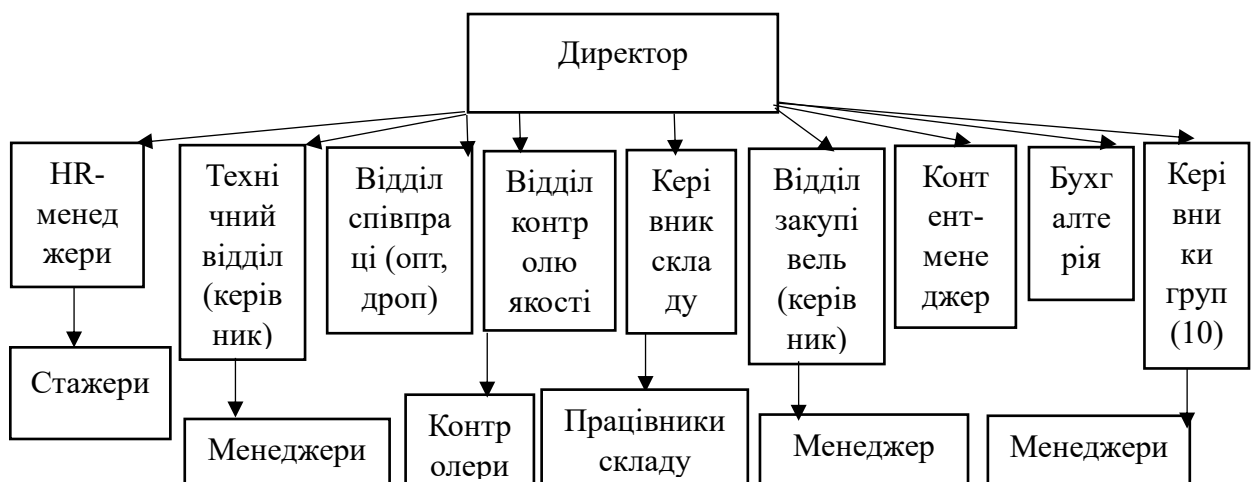 Директор
HR-
менед
жери
Техні
чний
відділ
(керів
ник)
Відділ
співпра
ці (опт,
дроп)
Відділ
контр
олю
якості
Кері
вник
скла
ду
Відділ
закупі
вель
(керів
ник)
Конт
ент-
мене
джер
Бухг
алте
рія
Кері
вни
ки
груп
(10)
Стажери
Менеджери
Контр
олери
Працівники
складу
Менеджер
Менеджери